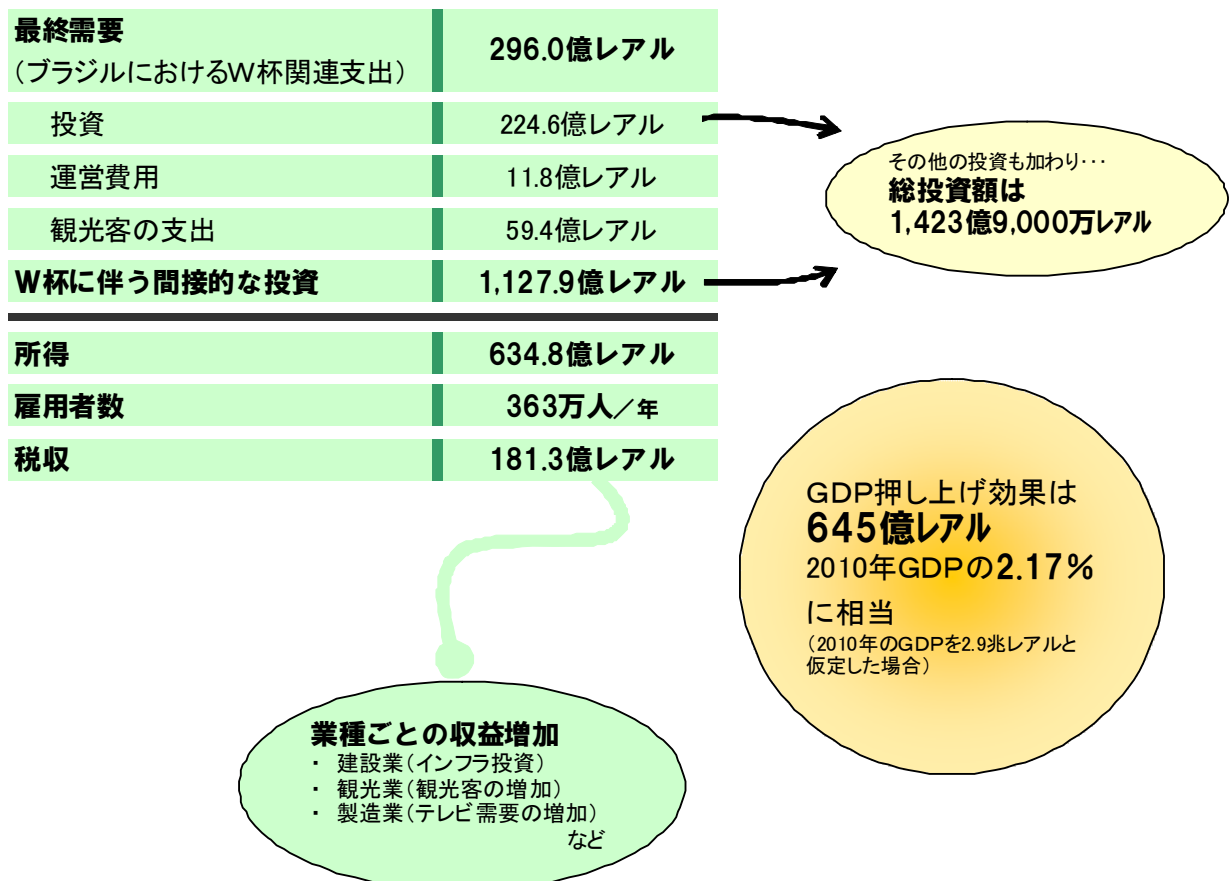 最終需要
(ブラジルにおけるW杯関連支出)
296.0億レアル
投資
224.6億レアル
運営費用
11.8億レアル
観光客の支出
59.4億レアル
W杯に伴う間接的な投資
1,127.9億レアル
その他の投資も加わり・・・
総投資額は
1,423億9,000万レアル
所得
634.8億レアル
雇用者数
363万人/年
税収
181.3億レアル
GDP押し上げ効果は
645億レアル
2010年GDPの2.17%
に相当
(2010年のGDPを2.9兆レアルと
仮定した場合)
業種ごとの収益増加
・ 建設業(インフラ投資)
・ 観光業(観光客の増加)
・ 製造業(テレビ需要の増加)
など